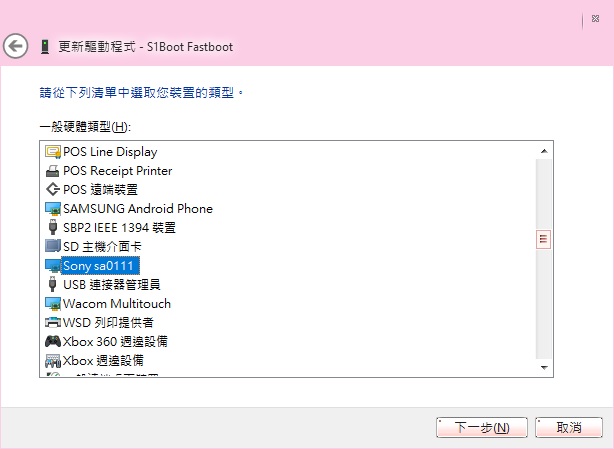 更新驅動程式 - S1Boot Fastboot
請從下列清單中選取您裝置的類型。
一般硬體類型(H):
POS Line Display
POS Receipt Printer
POS 遠端裝置
SAMSUNG Android Phone
SBP2 IEEE 1394 裝置
SD 主機介面卡
Sony sa0111
USB 連接器管理員
Wacom Multitouch
WSD 列印提供者
Xbox 360 週邊設備
Xbox 週邊設備
下一步(N)
取消